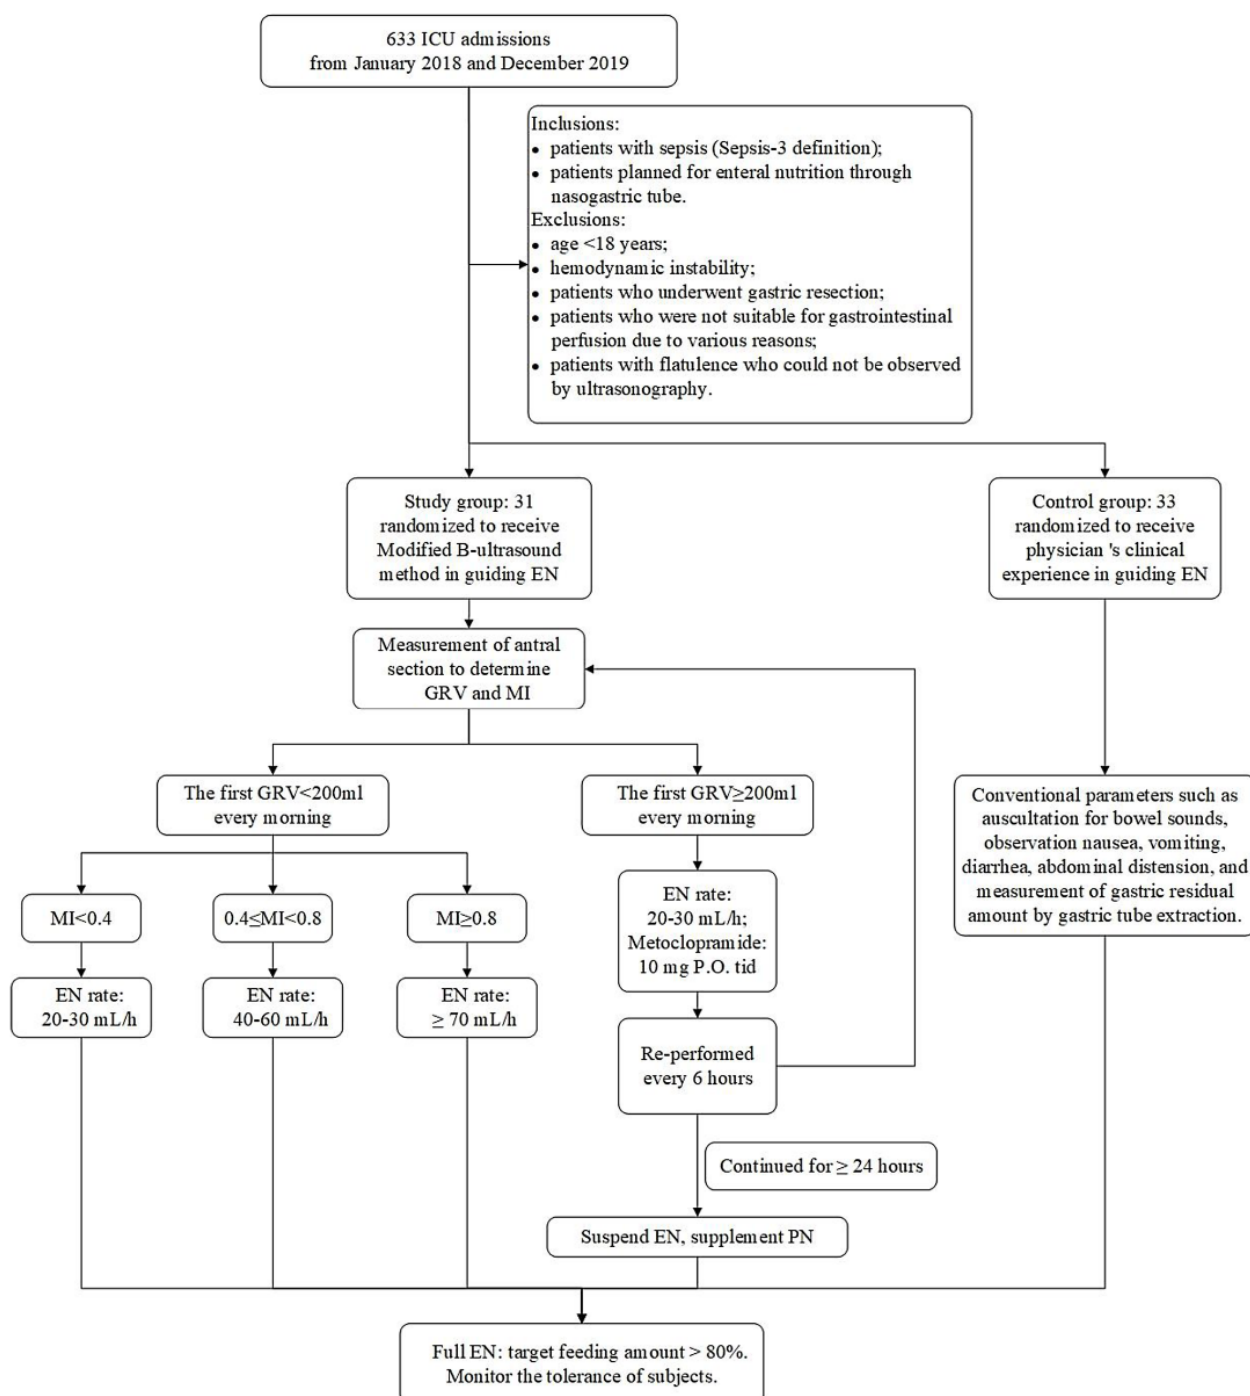 633 ICU admissions
from January 2018 and December 2019
Inclusions:
• patients with sepsis (Sepsis-3 definition);
• patients planned for enteral nutrition through
nasogastric tube.
Exclusions:
• age <18 years;
• hemodynamic instability;
• patients who underwent gastric resection;
• patients who were not suitable for gastrointestinal
perfusion due to various reasons;
• patients with flatulence who could not be observed
by ultrasonography.
Study group: 31
randomized to receive
Modified B-ultrasound
method in guiding EN
Control group: 33
randomized to receive
physician 's clinical
experience in guiding EN
Measurement of antral
section to determine
GRV and MI
The first GRV<200ml
every morning
The first GRV≥200ml
every morning
Conventional parameters such as
auscultation for bowel sounds,
observation nausea, vomiting,
diarrhea, abdominal distension, and
measurement of gastric residual
amount by gastric tube extraction.
MI<0.4
0.4≤MI<0.8
MI≥0.8
EN rate:
20-30 mL/h;
Metoclopramide:
10 mg P.O. tid
EN rate:
20-30 mL/h
EN rate:
40-60 mL/h
EN rate:
≥ 70 mL/h
Re-performed
every 6 hours
Continued for ≥ 24 hours
Suspend EN, supplement PN
Full EN: target feeding amount > 80%.
Monitor the tolerance of subjects.